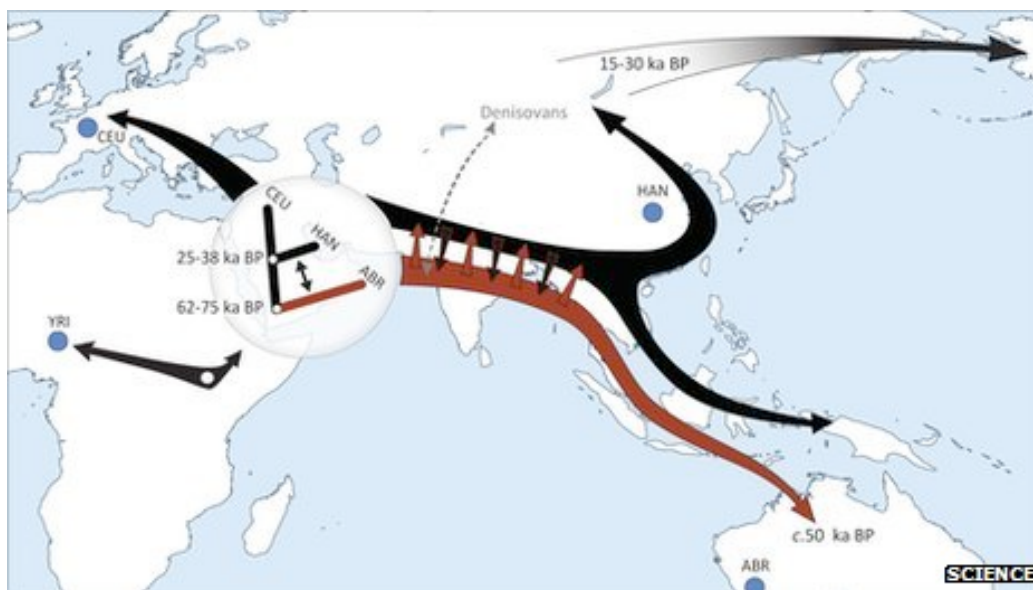 15-30 ka BP
Denisovans
CEU
HAN
CEU
HAN
25-38 ka BP
ABR
62-75 ka BP
YRI
c.50 ka BP
ABR
SCIENCE